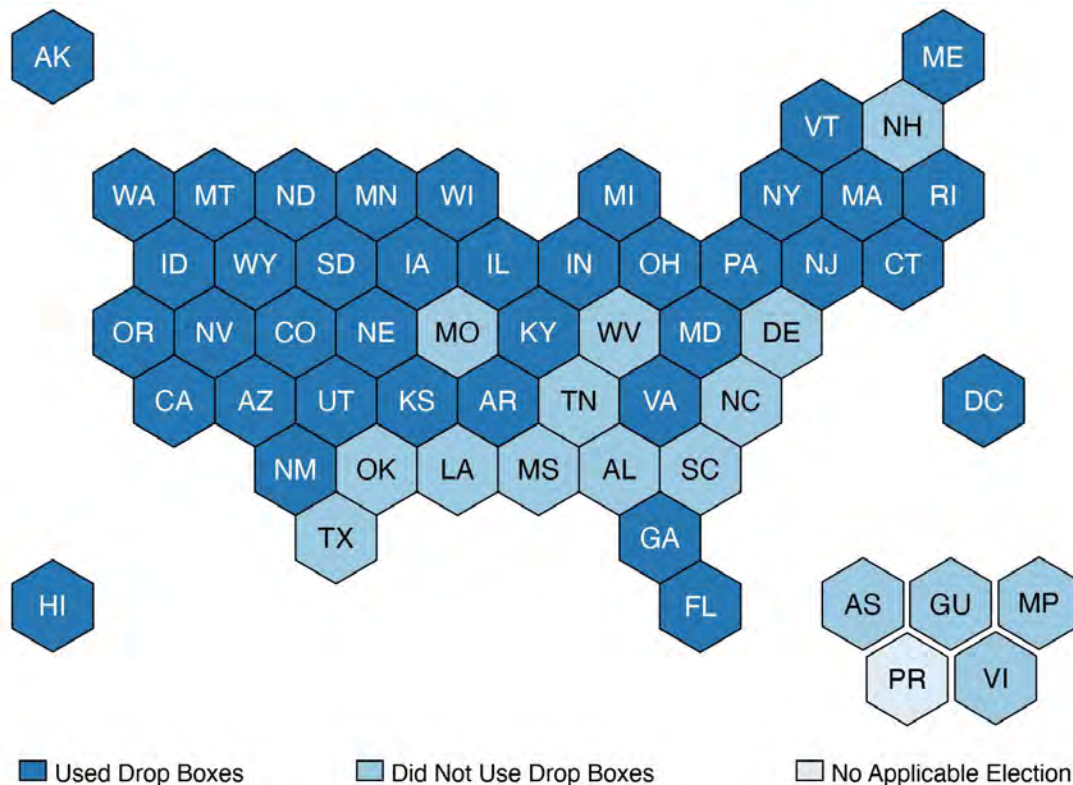 AK ME
VT NH
WA MT ND MN WI MI NY MA RI
ID WY SD IA IL IN OH PA NJ CT
OR NV CO NE MO KY WV MD DE
CA AZ UT KS AR TN VA NC DC
NM OK LA MS AL SC
TX GA
HI FL AS GU MP
PR VI
Used Drop Boxes Did Not Use Drop Boxes No Applicable Election